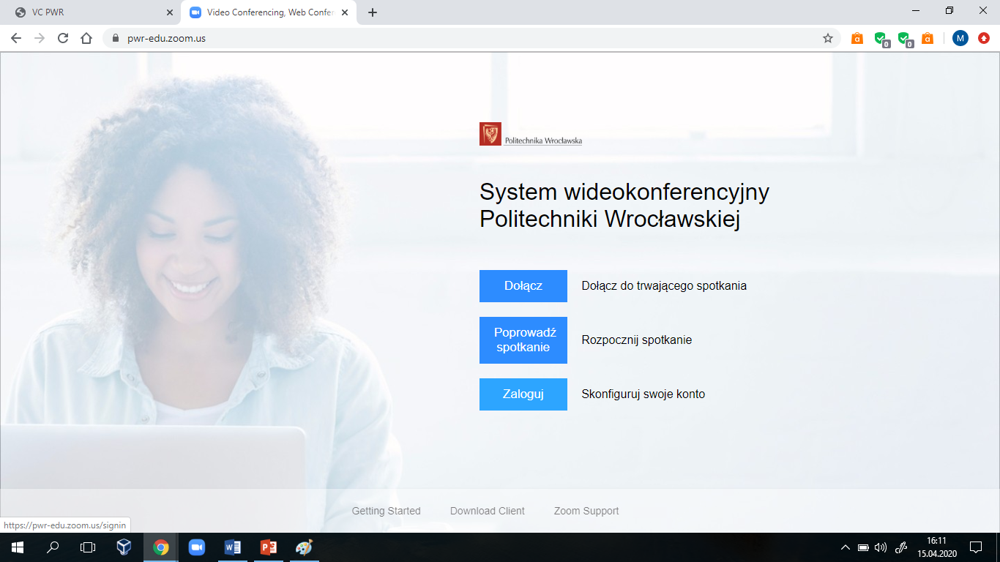 VC PWR
Video Conferencing, Web Confer
pwr-edu.zoom.us
a
0
0
a
M
Politechnika Wrocławska
System wideokonferencyjny
Politechniki Wrocławskiej
Dołącz
Dołącz do trwającego spotkania
Poprowadź
spotkanie
Rozpocznij spotkanie
Zaloguj
Skonfiguruj swoje konto
Getting Started
Download Client
Zoom Support
https://pwr-edu.zoom.us/signin
16:11
15.04.2020